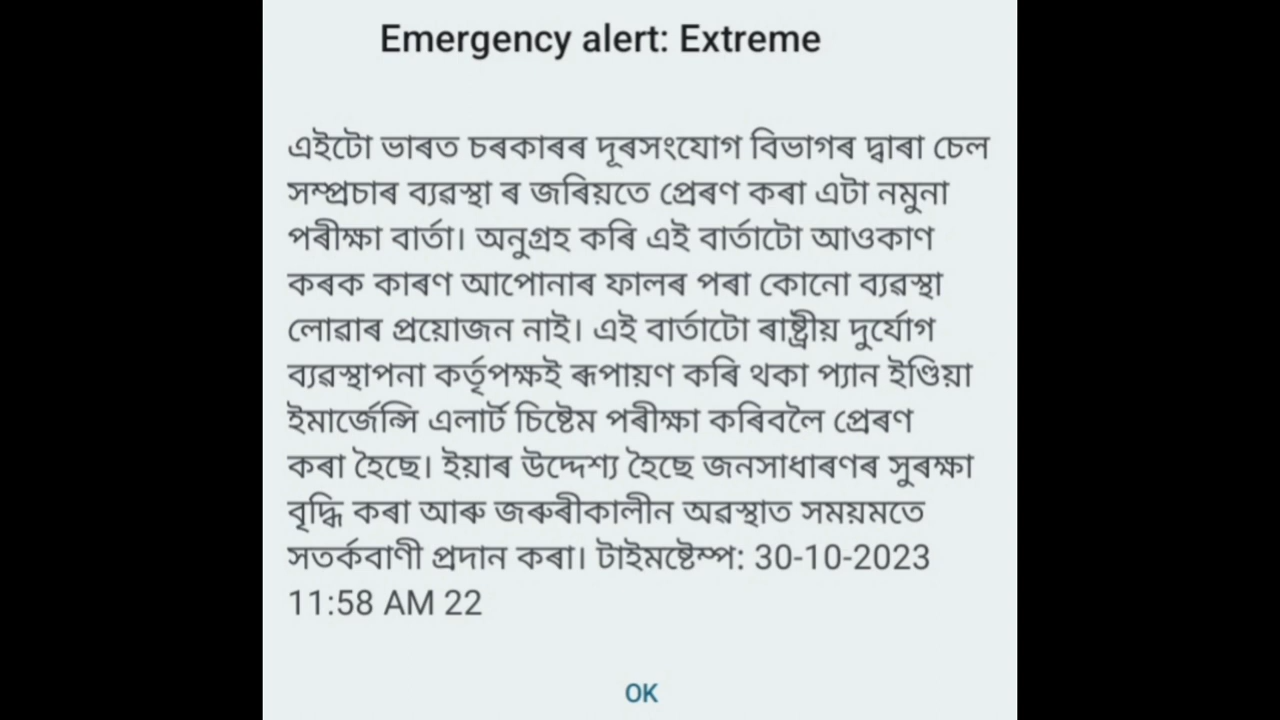 Emergency alert: Extreme
এইটো ভাৰত চৰকাৰৰ দূৰসংযোগ বিভাগৰ দ্বাৰা চেল
সম্প্ৰচাৰ ব্যৱস্থা ৰ জৰিয়তে প্ৰেৰণ কৰা এটা নমুনা
পৰীক্ষা বাৰ্তা। অনুগ্ৰহ কৰি এই বাৰ্তাটো আওকাণ
কৰক কাৰণ আপোনাৰ ফালৰ পৰা কোনো ব্যৱস্থা
লোৱাৰ প্ৰয়োজন নাই। এই বাৰ্তাটো ৰাষ্ট্ৰীয় দুৰ্যোগ
ব্যৱস্থাপনা কৰ্তৃপক্ষই ৰূপায়ণ কৰি থকা প্যান ইণ্ডিয়া
ইমাৰ্জেন্সি এলাৰ্ট চিষ্টেম পৰীক্ষা কৰিবলৈ প্ৰেৰণ
কৰা হৈছে। ইয়াৰ উদ্দেশ্য হৈছে জনসাধাৰণৰ সুৰক্ষা
বৃদ্ধি কৰা আৰু জৰুৰীকালীন অৱস্থাত সময়মতে
সতৰ্কবাণী প্ৰদান কৰা। টাইমষ্টেম্প: 30-10-2023
11:58 AM 22
OK